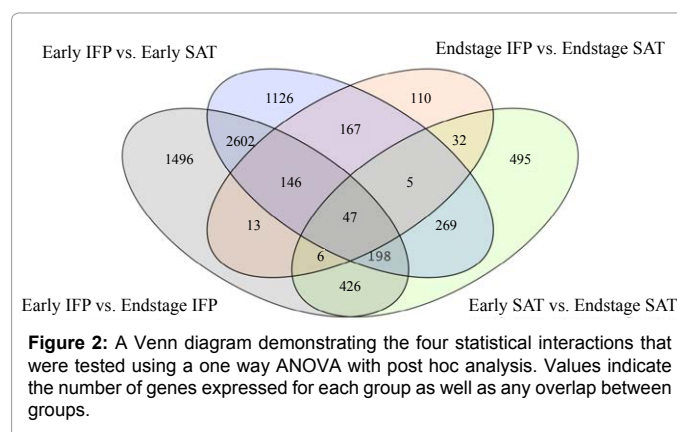 Early IFP vs. Early SAT
Endstage IFP vs. Endstage SAT
1126
110
167
2602
32
1496
495
146
5
47
13
269
6
198
426
Early IFP vs. Endstage IFP
Early SAT vs. Endstage SAT
Figure 2: A Venn diagram demonstrating the four statistical interactions that
were tested using a one way ANOVA with post hoc analysis. Values indicate
the number of genes expressed for each group as well as any overlap between
groups.